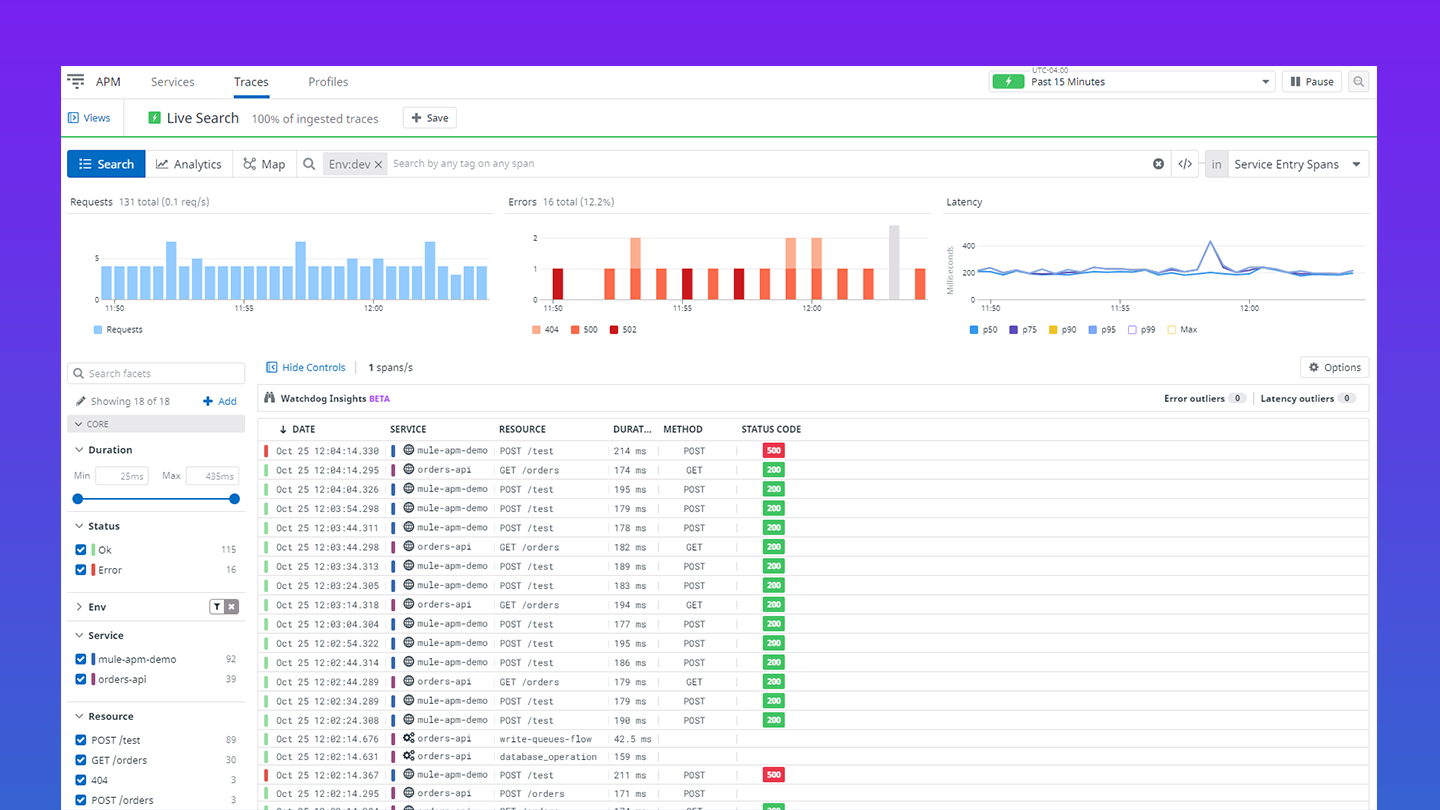 APM Services Traces Profiles UTC-04:00 Past 15 Minutes Pause
Views Live Search 100% of ingested traces + Save
Search Analytics Map Env:dev × Search by any tag on any span </> in Service Entry Spans
Requests 131 total (0.1 req/s)
5
0
11:50 11:55 12:00
Requests
Errors 16 total (12.2%)
2
1
0
11:50 11:55 12:00
404 500 502
Latency
Milliseconds
400
200
0
11:50 11:55 12:00
p50 p75 p90 p95 p99 Max
Search facets
Showing 18 of 18 + Add
CORE
Duration
Min 25ms Max 435ms
Status
Ok 115
Error 16
Env
Service
mule-apm-demo 92
orders-api 39
Resource
POST /test 89
GET /orders 30
404 3
POST /orders 3
Hide Controls 1 spans/s Options
Watchdog Insights BETA Error outliers 0 Latency outliers 0
↓ DATE SERVICE RESOURCE DURAT... METHOD STATUS CODE
Oct 25 12:04:14.330 mule-apm-demo POST /test 214 ms POST 500
Oct 25 12:04:14.295 orders-api GET /orders 174 ms GET 200
Oct 25 12:04:04.326 mule-apm-demo POST /test 195 ms POST 200
Oct 25 12:03:54.298 mule-apm-demo POST /test 179 ms POST 200
Oct 25 12:03:44.311 mule-apm-demo POST /test 178 ms POST 200
Oct 25 12:03:44.298 orders-api GET /orders 182 ms GET 200
Oct 25 12:03:34.313 mule-apm-demo POST /test 189 ms POST 200
Oct 25 12:03:24.305 mule-apm-demo POST /test 183 ms POST 200
Oct 25 12:03:14.318 orders-api GET /orders 194 ms GET 200
Oct 25 12:03:04.304 mule-apm-demo POST /test 177 ms POST 200
Oct 25 12:02:54.322 mule-apm-demo POST /test 195 ms POST 200
Oct 25 12:02:44.314 mule-apm-demo POST /test 186 ms POST 200
Oct 25 12:02:44.289 orders-api GET /orders 179 ms GET 200
Oct 25 12:02:34.289 mule-apm-demo POST /test 179 ms POST 200
Oct 25 12:02:24.308 mule-apm-demo POST /test 190 ms POST 200
Oct 25 12:02:14.676 orders-api write-queues-flow 42.5 ms
Oct 25 12:02:14.631 orders-api database_operation 159 ms
Oct 25 12:02:14.367 mule-apm-demo POST /test 211 ms POST 500
Oct 25 12:02:14.295 orders-api POST /orders 171 ms POST